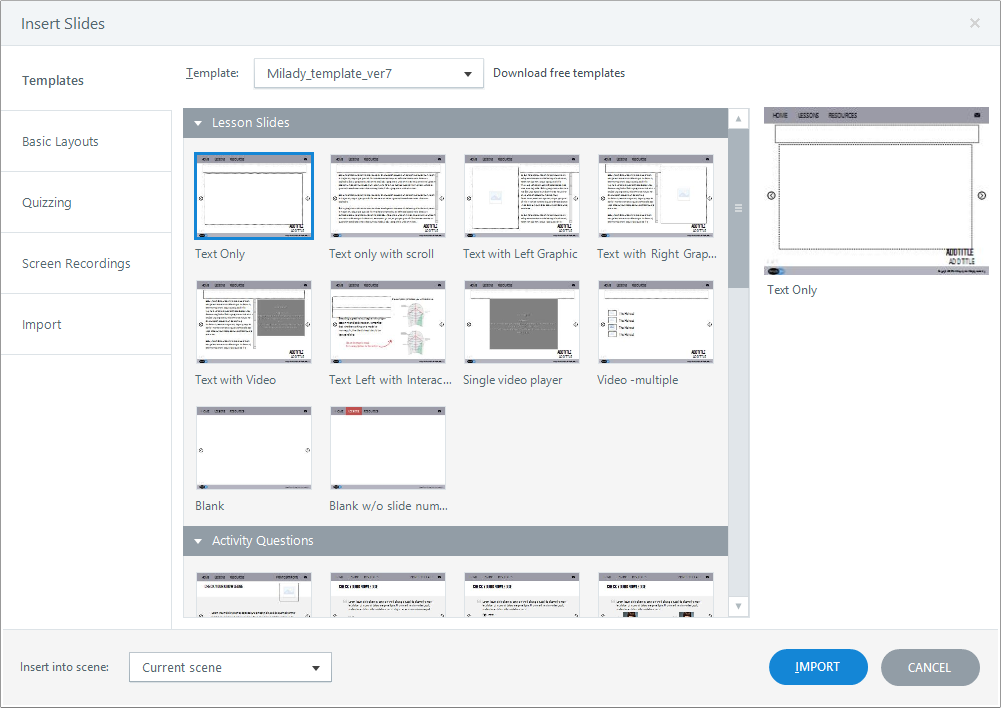 Insert Slides
Templates
Template:
Milady_template_ver7
Download free templates
Basic Layouts
Quizzing
Screen Recordings
Import
Lesson Slides
Text Only
Text only with scroll
Text with Left Graphic
Text with Right Grap...
Text with Video
Text Left with Interac...
Single video player
Video -multiple
Blank
Blank w/o slide num...
Activity Questions
HOME LESSONS RESOURCES
ADD TITLE
ADD TITLE
Text Only
Insert into scene:
Current scene
IMPORT
CANCEL